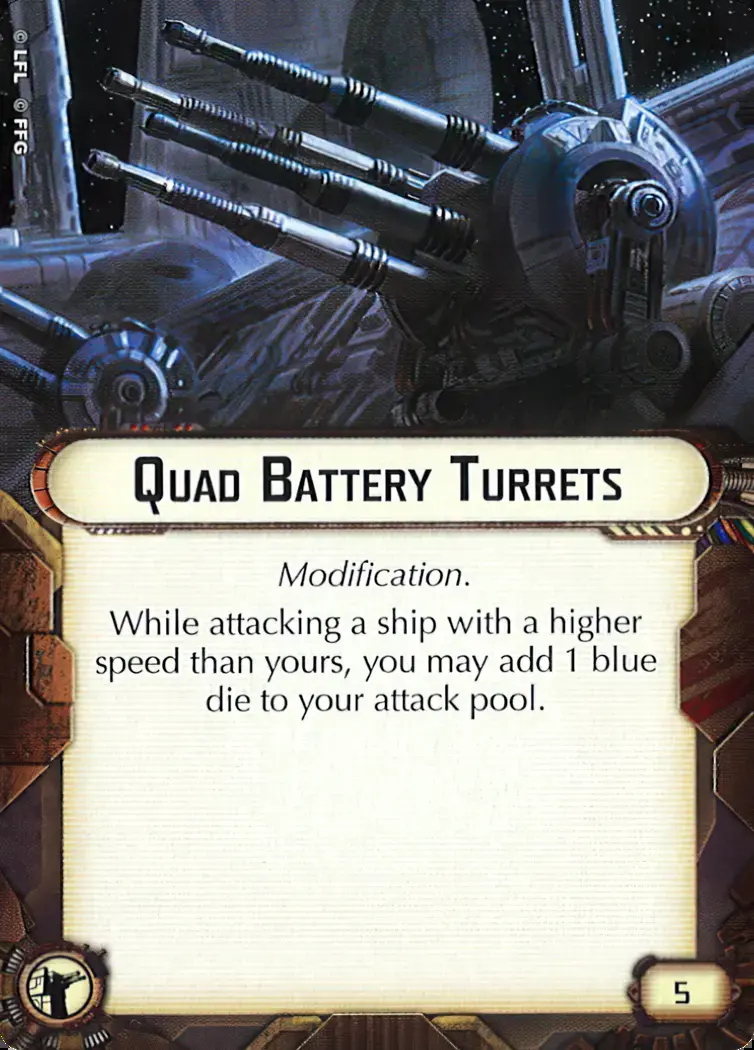 © LFL © FFG
Quad Battery Turrets
Modification.
While attacking a ship with a higher
speed than yours, you may add 1 blue
die to your attack pool.
5